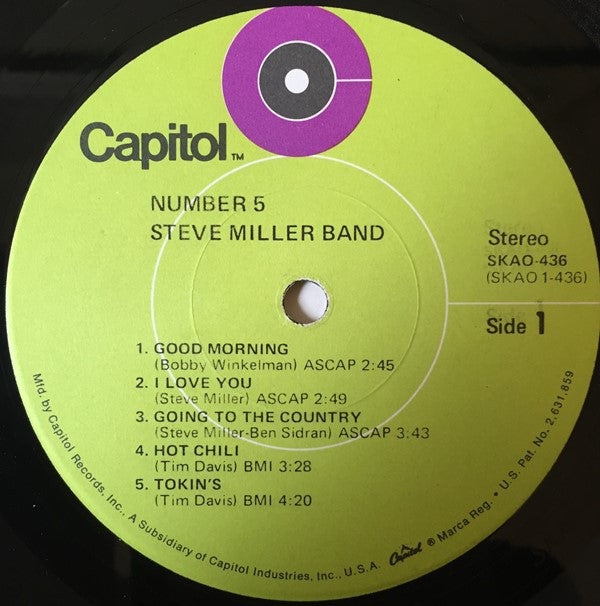 Capitol™
NUMBER 5
STEVE MILLER BAND
Stereo
SKAO-436
(SKAO 1-436)
Side 1
1. GOOD MORNING
(Bobby Winkelman) ASCAP 2:45
2. I LOVE YOU
(Steve Miller) ASCAP 2:49
3. GOING TO THE COUNTRY
(Steve Miller-Ben Sidran) ASCAP 3:43
4. HOT CHILI
(Tim Davis) BMI 3:28
5. TOKIN'S
(Tim Davis) BMI 4:20
Mfd. by Capitol Records, Inc., A Subsidiary of Capitol Industries, Inc., U.S.A. Capitol ® Marca Reg. • U.S. Pat. No. 2,631,859